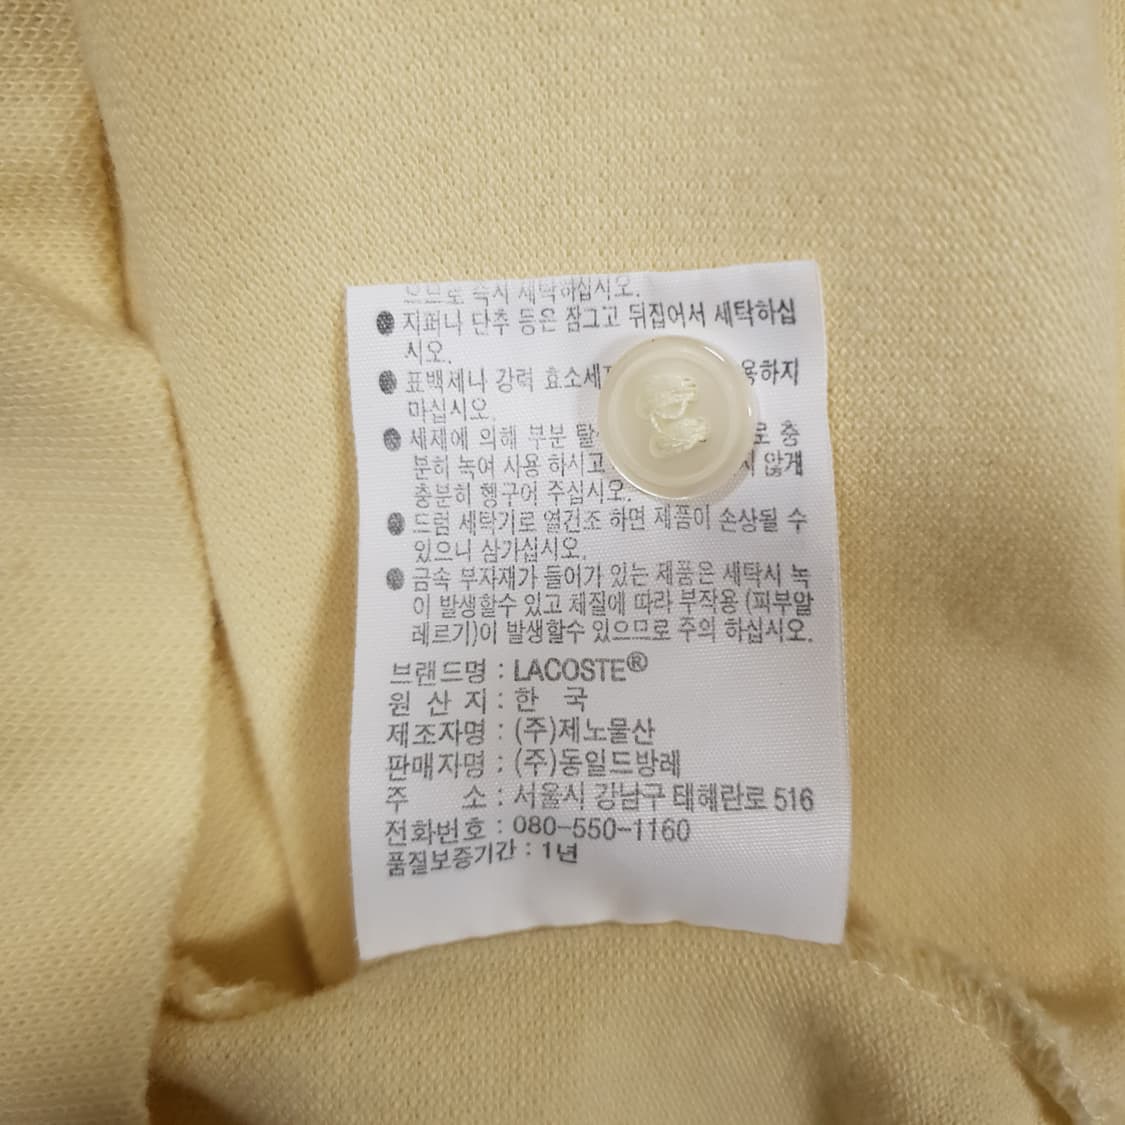 으므로 즉시 세탁하십시오.
● 지퍼나 단추 등은 잠그고 뒤집어서 세탁하십
시오.
● 표백제나 강력 효소세 용하지
마십시오.
● 세제에 의해 부분 탈 로 충
분히 녹여 사용 하시고 지 않게
충분히 헹구어 주십시오.
● 드럼 세탁기로 열건조 하면 제품이 손상될 수
있으니 삼가십시오.
● 금속 부자재가 들어가 있는 제품은 세탁시 녹
이 발생할수 있고 체질에 따라 부작용 (피부알
레르기)이 발생할수 있으므로 주의 하십시오.
브랜드명 : LACOSTE®
원 산 지 : 한 국
제조자명 : (주)제노물산
판매자명 : (주)동일드방레
주 소 : 서울시 강남구 테헤란로 516
전화번호 : 080-550-1160
품질보증기간 : 1년